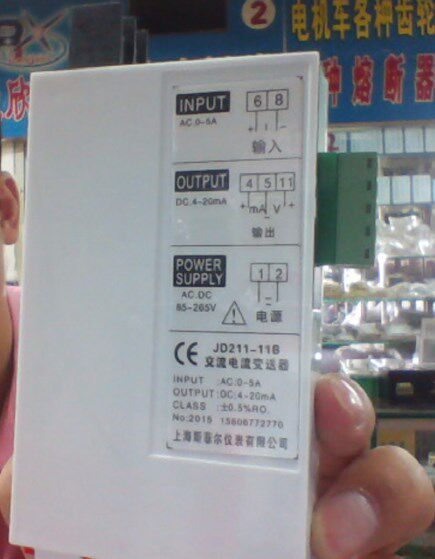 2
电机车各种齿轮
种熔断器
欣
INPUT
AC.0-5A
6 8
+ -
输入
OUTPUT
DC.4-20mA
4 5 11
+ mA - V +
输出
POWER
SUPPLY
AC.DC
85-265V
1 2
电源
CE JD211-11B
交流电流变送器
INPUT :AC:0-5A
OUTPUT:DC:4-20mA
CLASS :±0.5%RO.
No:2015 15606772770
上海斯菲尔仪表有限公司